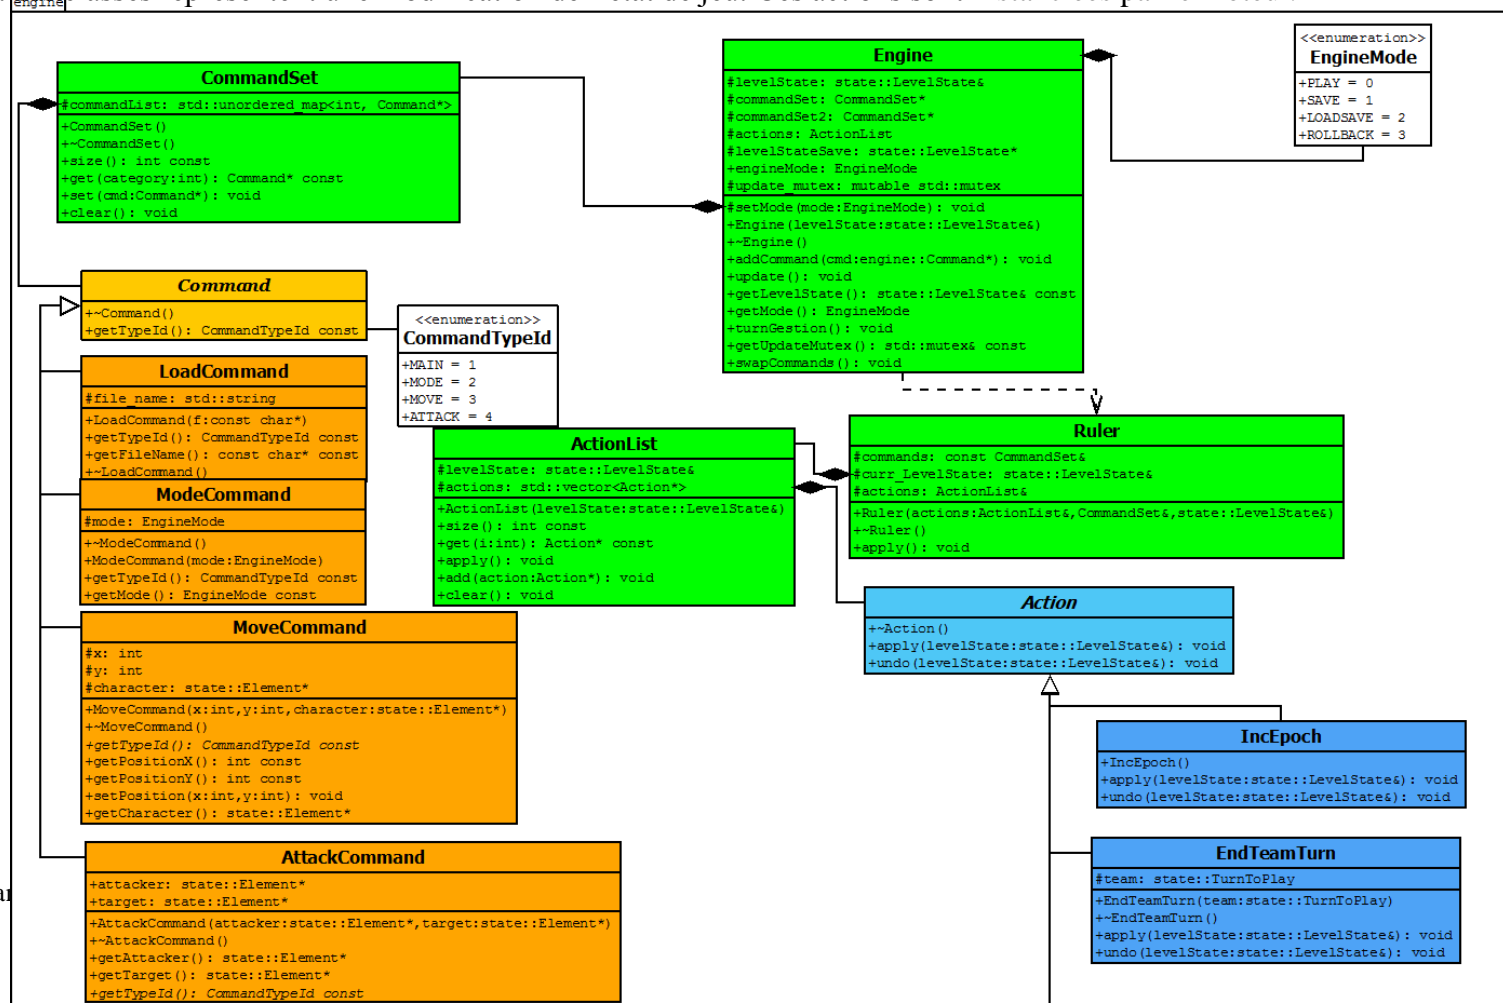 engine
CommandSet
#commandList: std::unordered_map<int, Command*>
+CommandSet()
+~CommandSet()
+size(): int const
+get(category:int): Command* const
+set(cmd:Command*): void
+clear(): void
Engine
#levelState: state::LevelState&
#commandSet: CommandSet*
#commandSet2: CommandSet*
#actions: ActionList
#levelStateSave: state::LevelState*
+engineMode: EngineMode
#update_mutex: mutable std::mutex
#setMode(mode:EngineMode): void
+Engine(levelState:state::LevelState&)
+~Engine()
+addCommand(cmd:engine::Command*): void
+update(): void
+getLevelState(): state::LevelState& const
+getMode(): EngineMode
+turnGestion(): void
+getUpdateMutex(): std::mutex& const
+swapCommands(): void
<<enumeration>>
EngineMode
+PLAY = 0
+SAVE = 1
+LOADSAVE = 2
+ROLLBACK = 3
Command
+~Command()
+getTypeId(): CommandTypeId const
<<enumeration>>
CommandTypeId
+MAIN = 1
+MODE = 2
+MOVE = 3
+ATTACK = 4
LoadCommand
#file_name: std::string
+LoadCommand(f:const char*)
+getTypeId(): CommandTypeId const
+getFileName(): const char* const
+~LoadCommand()
ModeCommand
#mode: EngineMode
+~ModeCommand()
+ModeCommand(mode:EngineMode)
+getTypeId(): CommandTypeId const
+getMode(): EngineMode const
ActionList
#levelState: state::LevelState&
#actions: std::vector<Action*>
+ActionList(levelState:state::LevelState&)
+size(): int const
+get(i:int): Action* const
+apply(): void
+add(action:Action*): void
+clear(): void
Ruler
#commands: const CommandSet&
#curr_LevelState: state::LevelState&
#actions: ActionList&
+Ruler(actions:ActionList&,CommandSet&,state::LevelState&)
+~Ruler()
+apply(): void
Action
+~Action()
+apply(levelState:state::LevelState&): void
+undo(levelState:state::LevelState&): void
MoveCommand
#x: int
#y: int
#character: state::Element*
+MoveCommand(x:int,y:int,character:state::Element*)
+~MoveCommand()
+getTypeId(): CommandTypeId const
+getPositionX(): int const
+getPositionY(): int const
+setPosition(x:int,y:int): void
+getCharacter(): state::Element*
IncEpoch
+IncEpoch()
+apply(levelState:state::LevelState&): void
+undo(levelState:state::LevelState&): void
AttackCommand
+attacker: state::Element*
+target: state::Element*
+AttackCommand(attacker:state::Element*,target:state::Element*)
+~AttackCommand()
+getAttacker(): state::Element*
+getTarget(): state::Element*
+getTypeId(): CommandTypeId const
EndTeamTurn
#team: state::TurnToPlay
+EndTeamTurn(team:state::TurnToPlay)
+~EndTeamTurn()
+apply(levelState:state::LevelState&): void
+undo(levelState:state::LevelState&): void